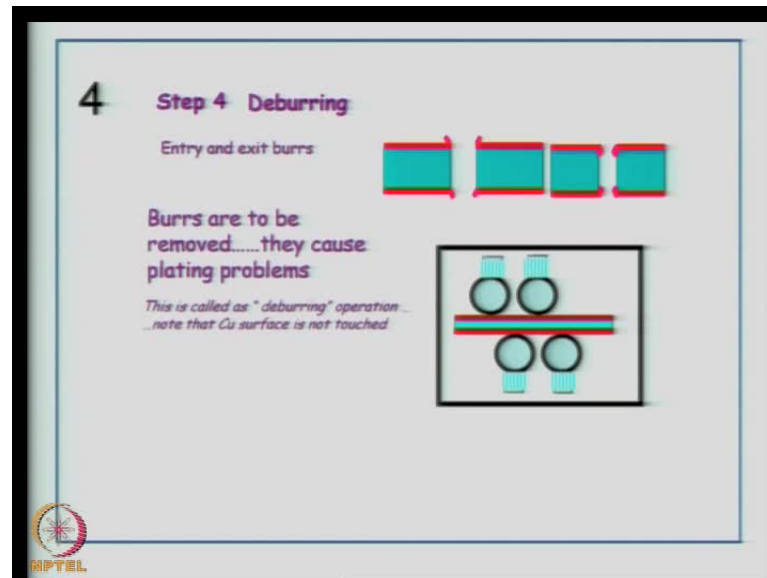 4
Step 4 Deburring
Entry and exit burrs
Burrs are to be
removed......they cause
plating problems
This is called as " deburring" operation ...
...note that Cu surface is not touched
NPTEL